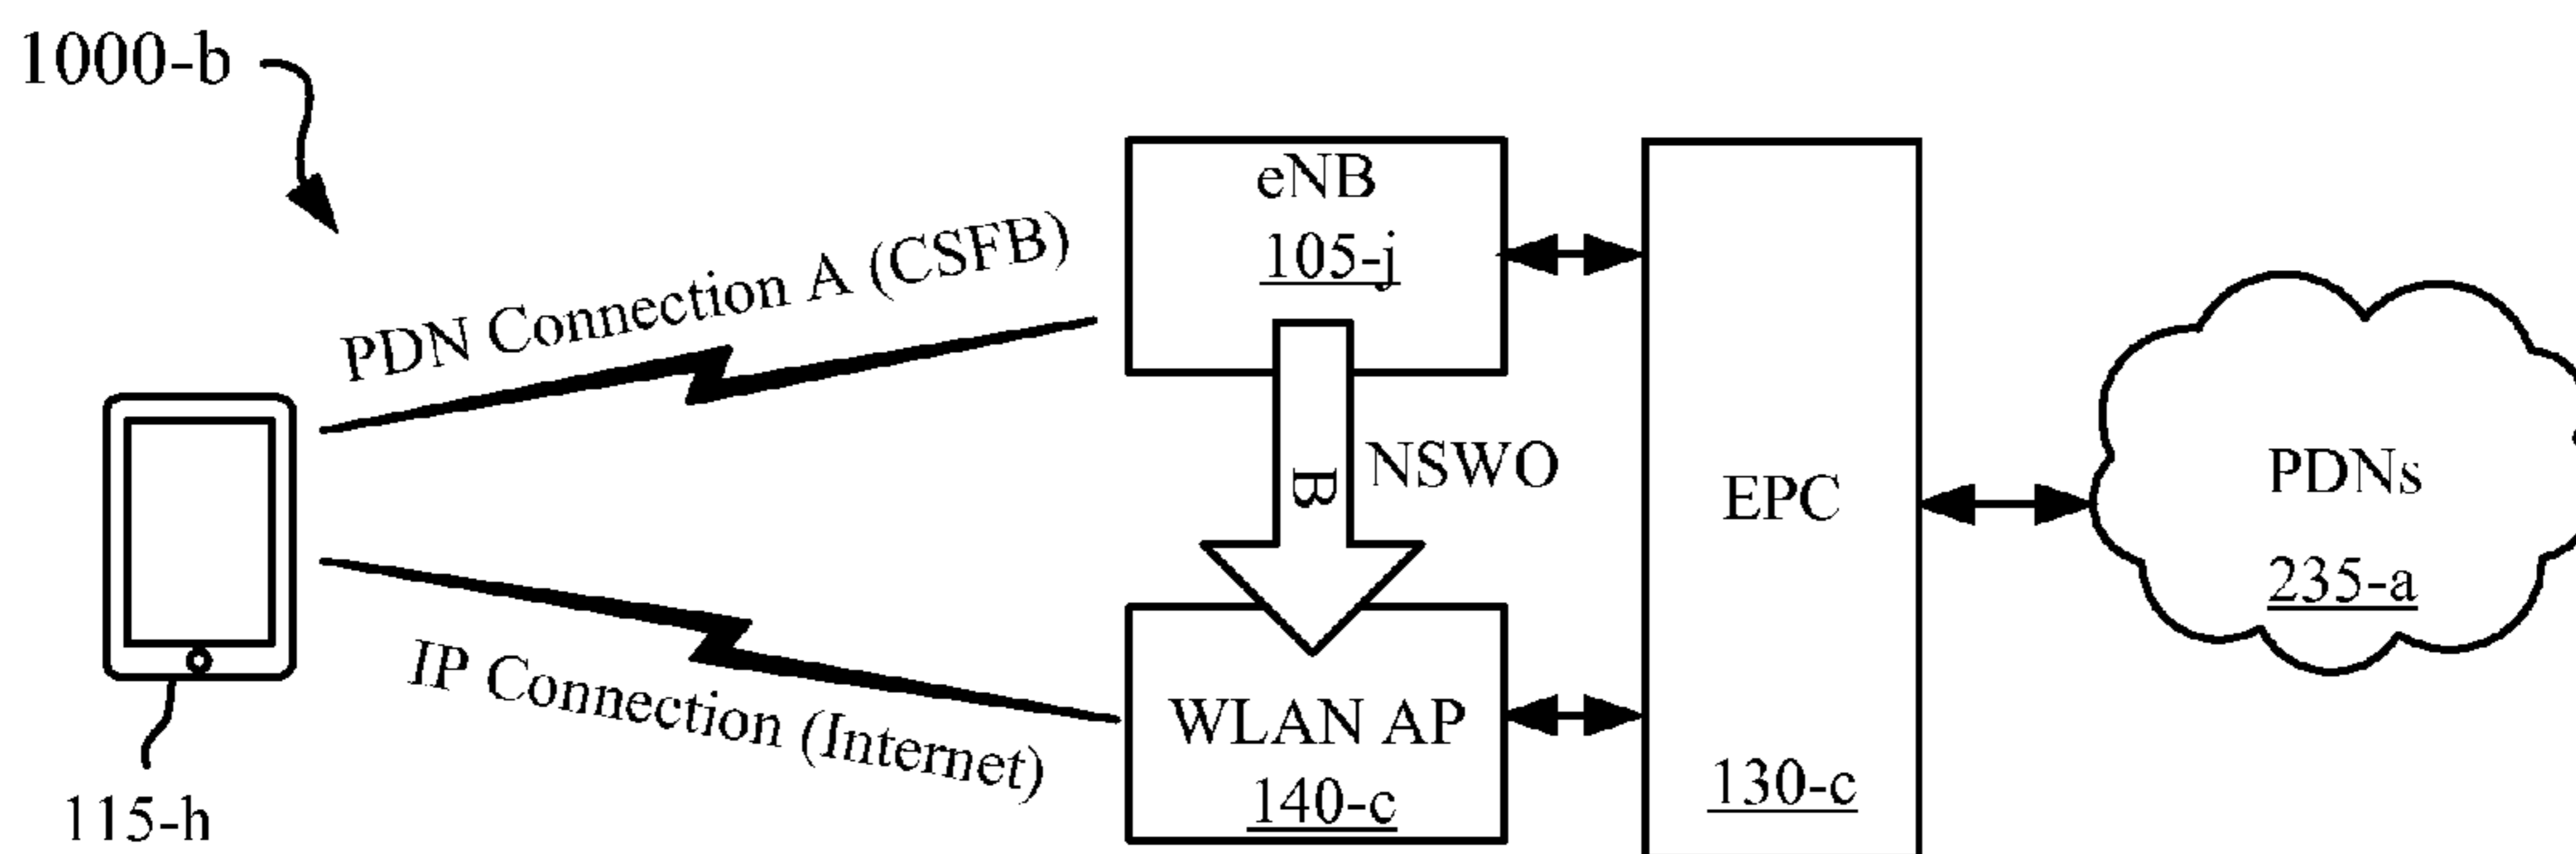 1000-b
PDN Connection A (CSFB)
eNB
105-j
B
NSWO
IP Connection (Internet)
WLAN AP
140-c
EPC
130-c
PDNs
235-a
115-h